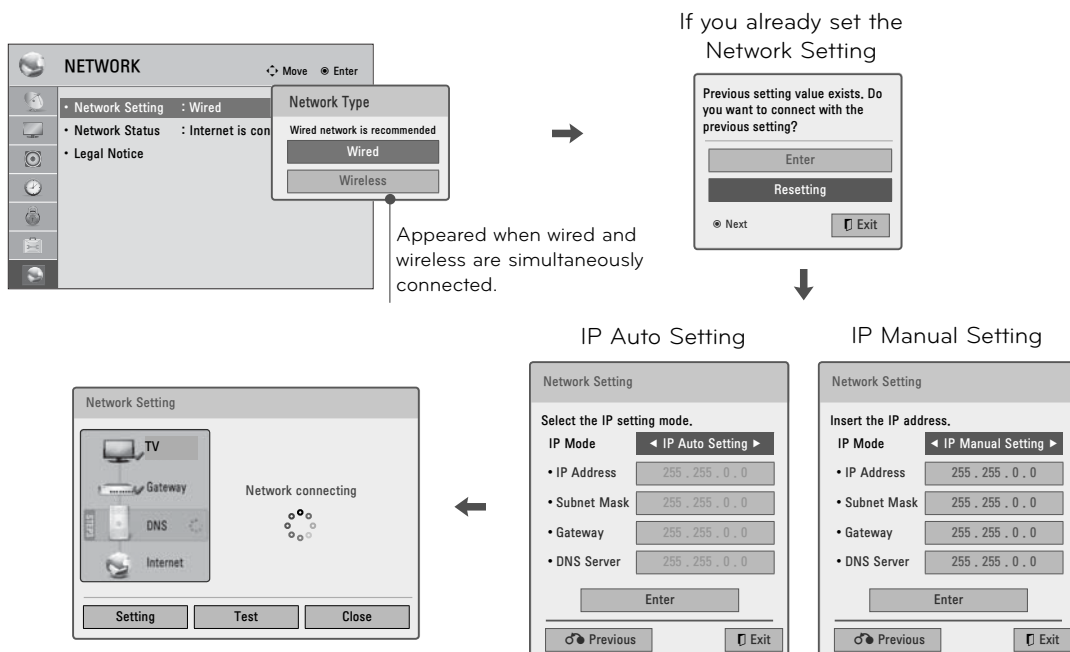 If you already set the
Network Setting
NETWORK
Move
Enter
• Network Setting : Wired
• Network Status : Internet is con
• Legal Notice
Network Type
Wired network is recommended
Wired
Wireless
Appeared when wired and
wireless are simultaneously
connected.
Previous setting value exists. Do
you want to connect with the
previous setting?
Enter
Resetting
Next
Exit
IP Auto Setting
Network Setting
Select the IP setting mode.
IP Mode ◀ IP Auto Setting ▶
• IP Address 255 . 255 . 0 . 0
• Subnet Mask 255 . 255 . 0 . 0
• Gateway 255 . 255 . 0 . 0
• DNS Server 255 . 255 . 0 . 0
Enter
Previous
Exit
IP Manual Setting
Network Setting
Insert the IP address.
IP Mode ◀ IP Manual Setting ▶
• IP Address 255 . 255 . 0 . 0
• Subnet Mask 255 . 255 . 0 . 0
• Gateway 255 . 255 . 0 . 0
• DNS Server 255 . 255 . 0 . 0
Enter
Previous
Exit
Network Setting
TV
Gateway
DNS
Internet
Network connecting
Setting
Test
Close